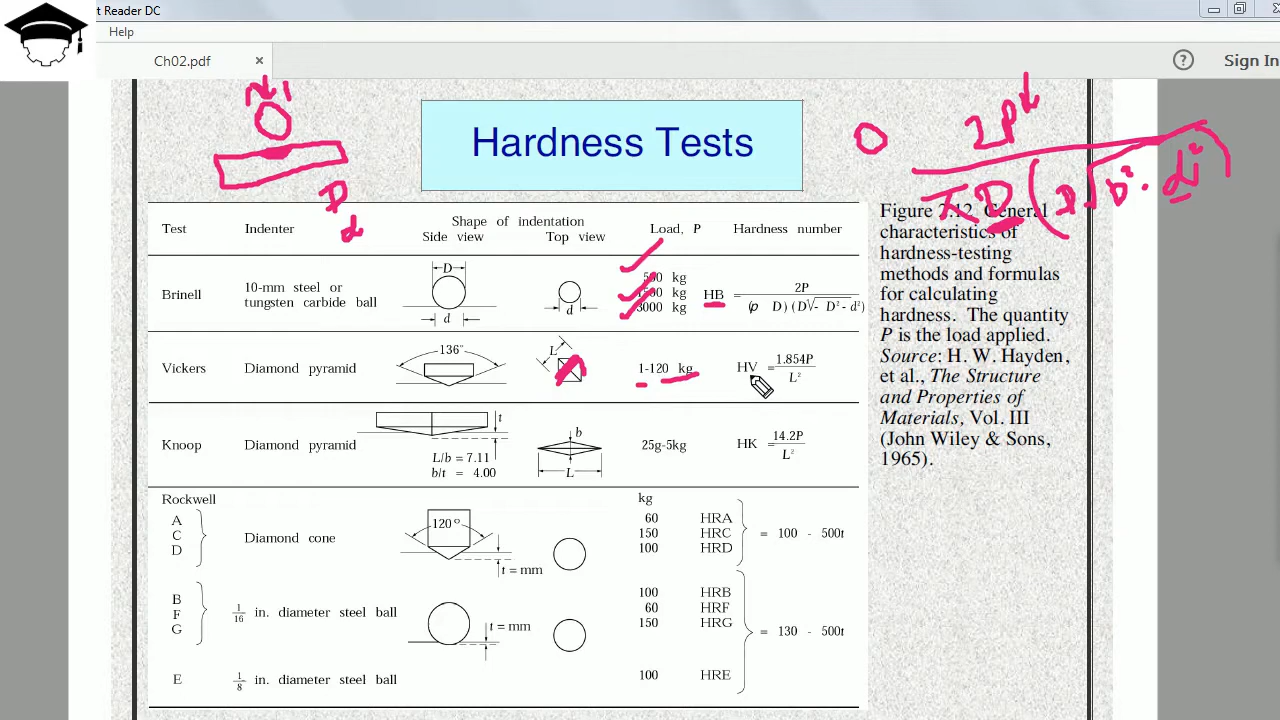 t Reader DC
Help
Ch02.pdf ×
? Sign In
Hardness Tests
2P
π D ( D √ D² - di²
D
d
Test Indenter Shape of indentation Load, P Hardness number
Side view Top view
Brinell 10-mm steel or
tungsten carbide ball
D
d
d
500 kg
1500 kg
3000 kg
HB = 2P
(p D) (D √- D² - d²)
Vickers Diamond pyramid 136° L 1-120 kg HV = 1.854P
L²
Knoop Diamond pyramid
t
L/b = 7.11
b/t = 4.00
b
L
25g-5kg HK = 14.2P
L²
Rockwell kg
A 60 HRA
C 150 HRC
D 100 HRD
Diamond cone 120° t = mm = 100 - 500t
B 100 HRB
F 60 HRF
G 150 HRG
1/16 in. diameter steel ball t = mm = 130 - 500t
E 1/8 in. diameter steel ball 100 HRE
Figure 2.12 General
characteristics of
hardness-testing
methods and formulas
for calculating
hardness. The quantity
P is the load applied.
Source: H. W. Hayden,
et al., The Structure
and Properties of
Materials, Vol. III
(John Wiley & Sons,
1965).